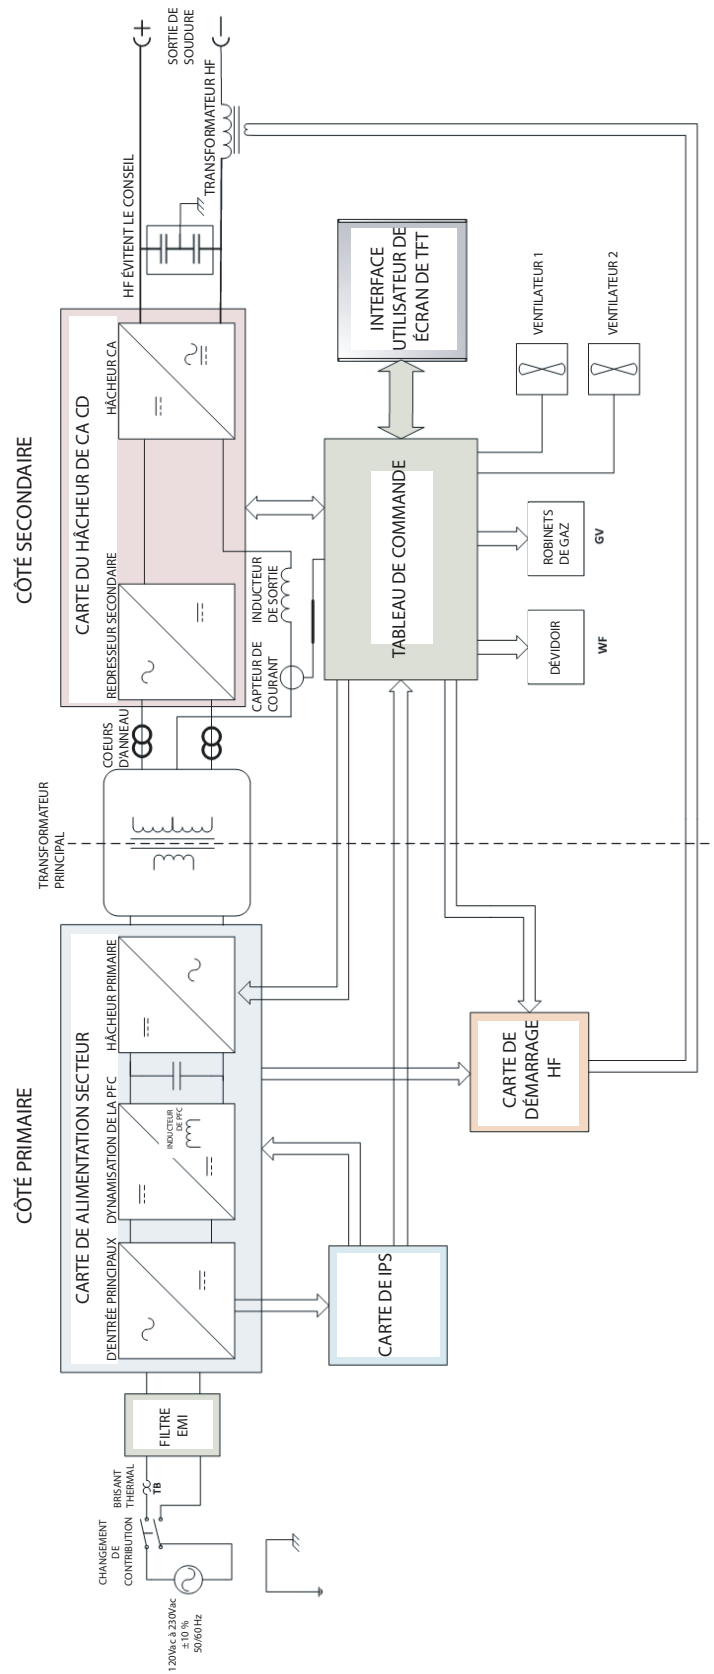 CÔTÉ PRIMAIRE
CÔTÉ SECONDAIRE
120Vac à 230Vac
±10 %
50/60 Hz
CHANGEMENT
DE
CONTRIBUTION
BRISANT
THERMAL
TB
FILTRE
EMI
CARTE DE ALIMENTATION SECTEUR
D'ENTRÉE PRINCIPAUX
DYNAMISATION DE LA PFC
INDUCTEUR
DE PFC
HÂCHEUR PRIMAIRE
TRANSFORMATEUR
PRINCIPAL
COEURS
D'ANNEAU
CARTE DU HÂCHEUR DE CA CD
REDRESSEUR SECONDAIRE
HÂCHEUR CA
HF ÉVITENT LE CONSEIL
TRANSFORMATEUR HF
SORTIE DE
SOUDURE
+
−
CAPTEUR DE
COURANT
INDUCTEUR
DE SORTIE
CARTE DE IPS
CARTE DE
DÉMARRAGE
HF
TABLEAU DE COMMANDE
INTERFACE
UTILISATEUR DE
ÉCRAN DE TFT
DÉVIDOIR
WF
ROBINETS
DE GAZ
GV
VENTILATEUR 1
VENTILATEUR 2